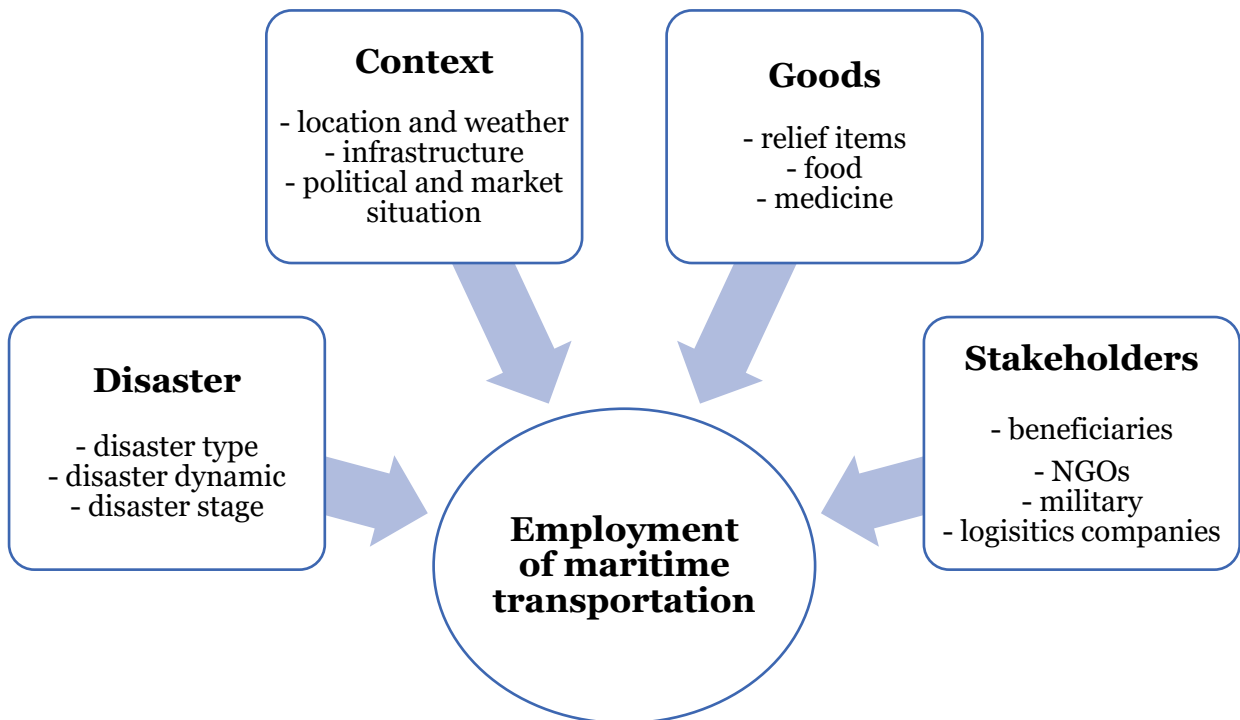 Context
- location and weather
- infrastructure
- political and market
situation
Goods
- relief items
- food
- medicine
Disaster
- disaster type
- disaster dynamic
- disaster stage
Stakeholders
- beneficiaries
- NGOs
- military
- logisitics companies
Employment
of maritime
transportation